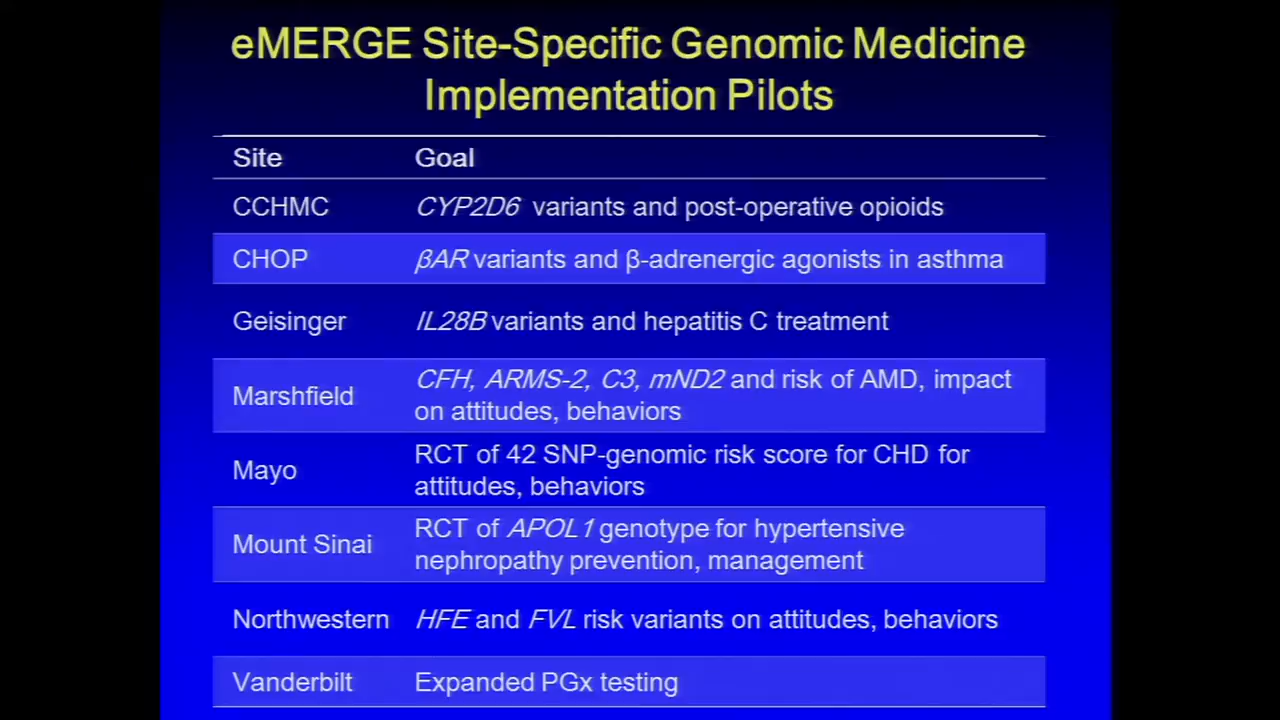 eMERGE Site-Specific Genomic Medicine
Implementation Pilots
Site Goal
CCHMC CYP2D6 variants and post-operative opioids
CHOP βAR variants and β-adrenergic agonists in asthma
Geisinger IL28B variants and hepatitis C treatment
Marshfield CFH, ARMS-2, C3, mND2 and risk of AMD, impact
on attitudes, behaviors
Mayo RCT of 42 SNP-genomic risk score for CHD for
attitudes, behaviors
Mount Sinai RCT of APOL1 genotype for hypertensive
nephropathy prevention, management
Northwestern HFE and FVL risk variants on attitudes, behaviors
Vanderbilt Expanded PGx testing